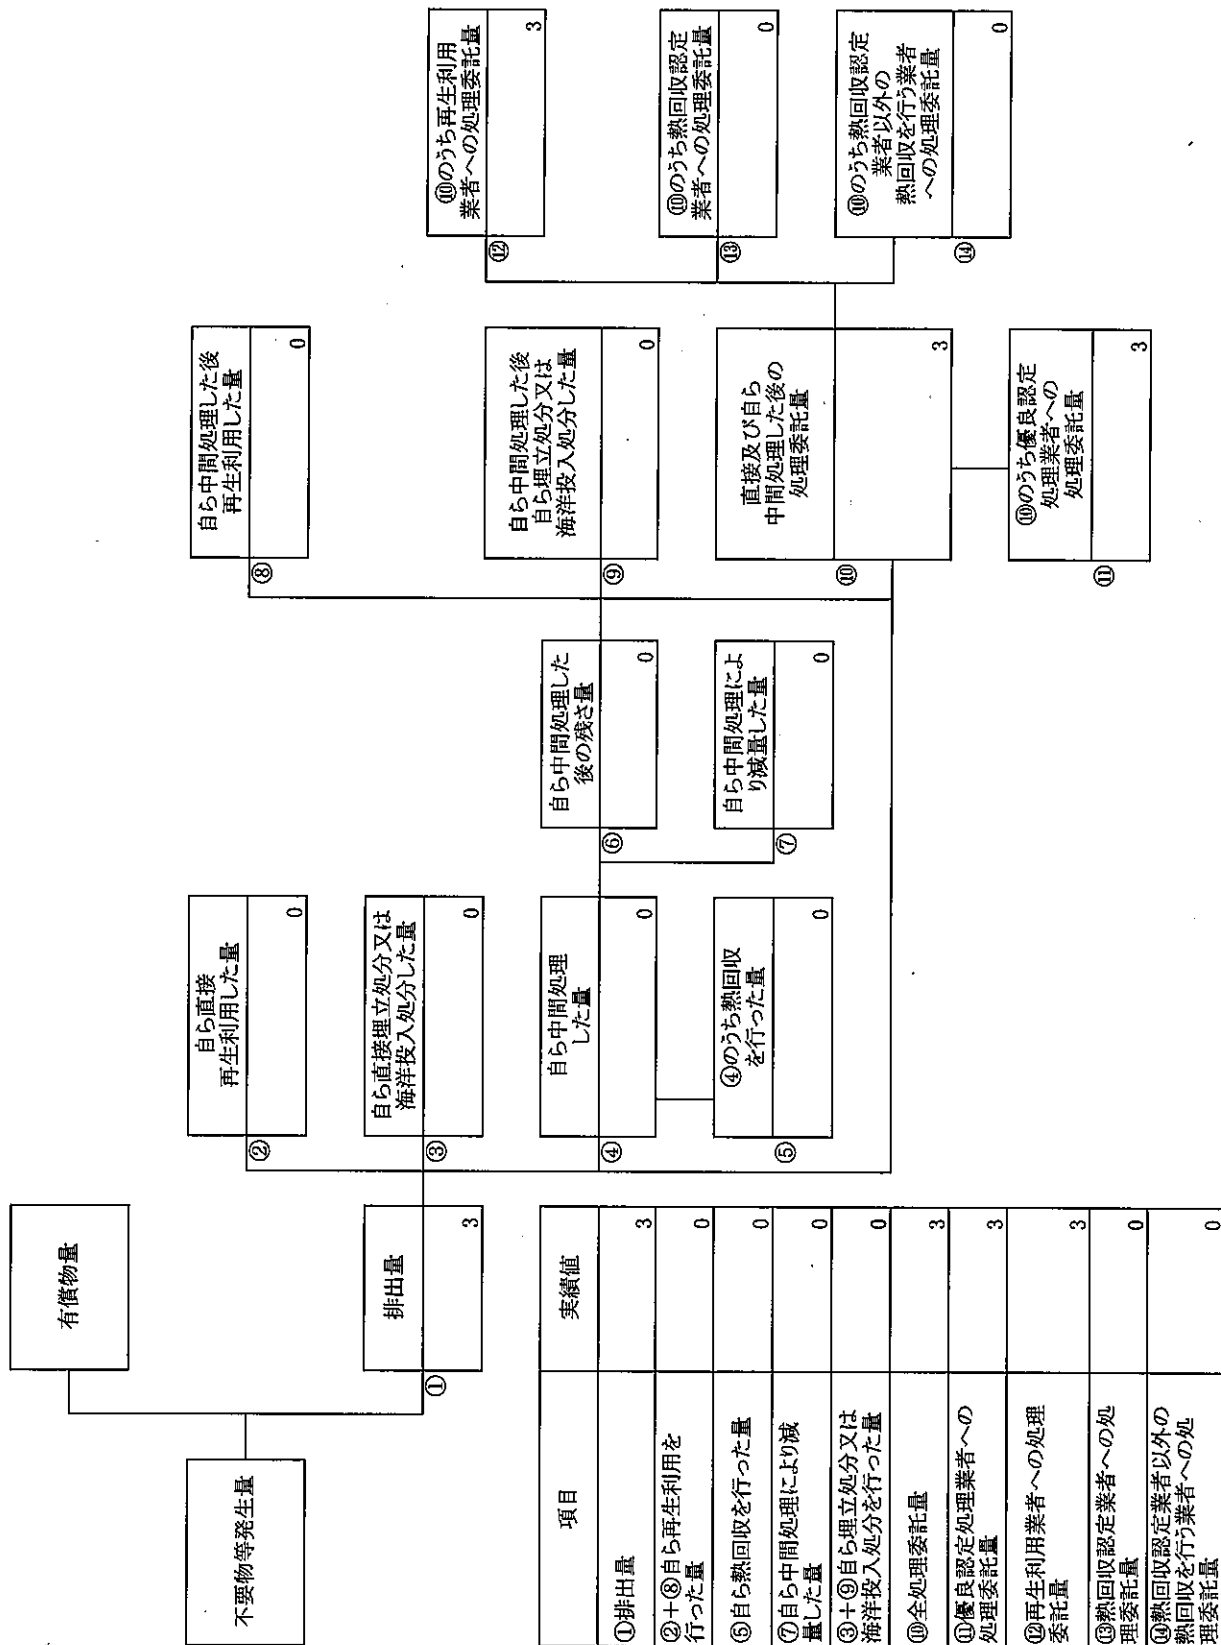 不要物等発生量
有償物量
①
排出量
3
②
自ら直接
再生利用した量
0
③
自ら直接埋立処分又は
海洋投入処分した量
0
④
自ら中間処理
した量
0
⑤
④のうち熱回収
を行った量
0
⑥
自ら中間処理した
後の残さ量
0
⑦
自ら中間処理によ
り減量した量
0
⑧
自ら中間処理した後
再生利用した量
0
⑨
自ら中間処理した後
自ら埋立処分又は
海洋投入処分した量
0
⑩
直接及び自ら
中間処理した後の
処理委託量
3
⑪
⑩のうち優良認定
処理業者への
処理委託量
3
⑫
⑩のうち再生利用
業者への処理委託量
3
⑬
⑩のうち熱回収認定
業者への処理委託量
0
⑭
⑩のうち熱回収認定
業者以外の
熱回収を行う業者
への処理委託量
0
項目 実績値
①排出量 3
②+⑧自ら再生利用を
行った量 0
⑤自ら熱回収を行った量 0
⑦自ら中間処理により減
量した量 0
③+⑨自ら埋立処分又は
海洋投入処分を行った量 0
⑩全処理委託量 3
⑪優良認定処理業者への
処理委託量 3
⑫再生利用業者への処理
委託量 3
⑬熱回収認定業者への処
理委託量 0
⑭熱回収認定業者以外の
熱回収を行う業者への処
理委託量 0